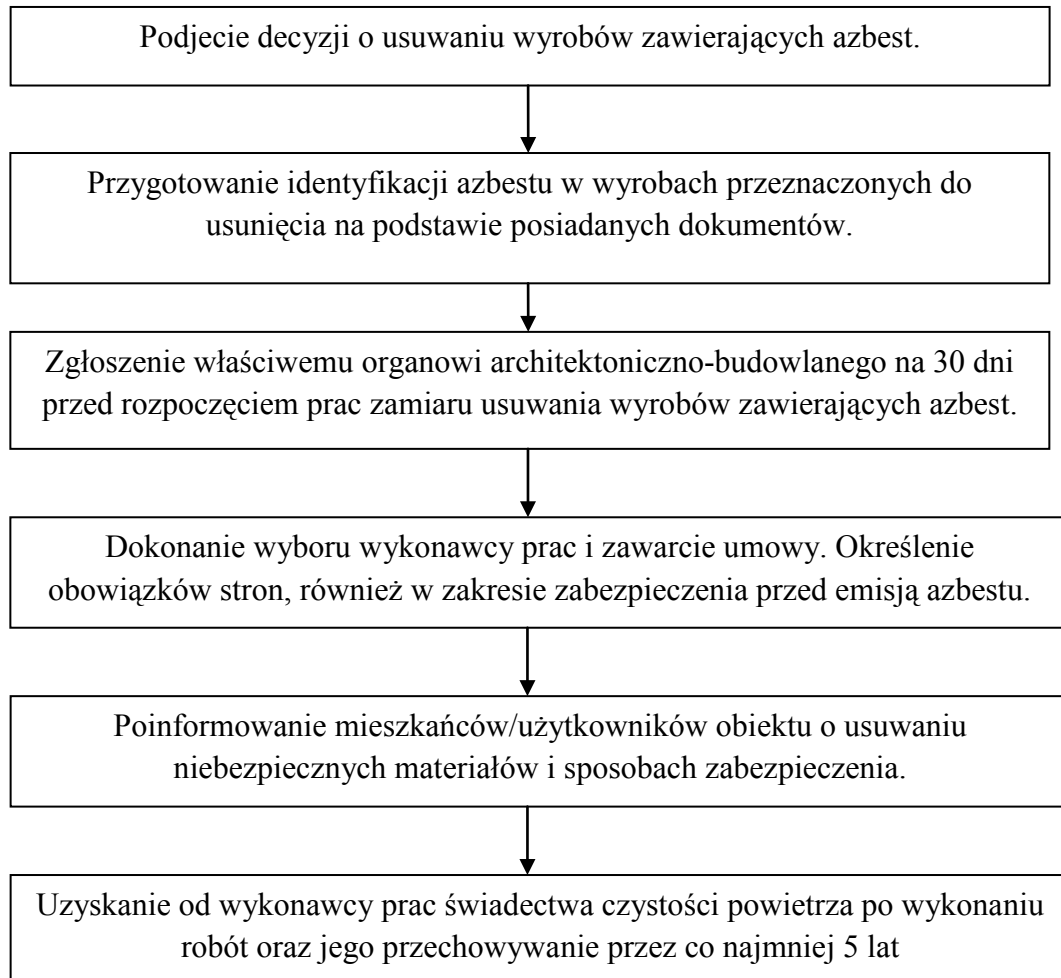 Podjecie decyzji o usuwaniu wyrobów zawierających azbest.
Przygotowanie identyfikacji azbestu w wyrobach przeznaczonych do
usunięcia na podstawie posiadanych dokumentów.
Zgłoszenie właściwemu organowi architektoniczno-budowlanego na 30 dni
przed rozpoczęciem prac zamiaru usuwania wyrobów zawierających azbest.
Dokonanie wyboru wykonawcy prac i zawarcie umowy. Określenie
obowiązków stron, również w zakresie zabezpieczenia przed emisją azbestu.
Poinformowanie mieszkańców/użytkowników obiektu o usuwaniu
niebezpiecznych materiałów i sposobach zabezpieczenia.
Uzyskanie od wykonawcy prac świadectwa czystości powietrza po wykonaniu
robót oraz jego przechowywanie przez co najmniej 5 lat